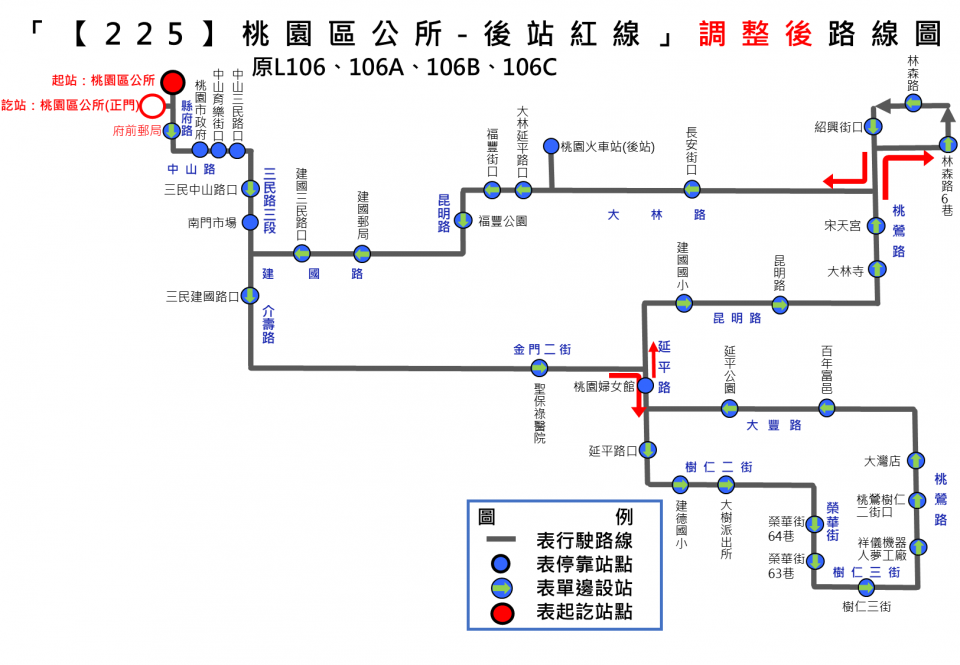 「【225】桃園區公所-後站紅線」調整後路線圖
原L106、106A、106B、106C
起站：桃園區公所
訖站：桃園區公所(正門)
府前郵局
縣府路
桃園市政府
中山育樂街口
中山三民路口
中山路
三民中山路口
三民路三段
南門市場
建國三民路口
建國郵局
建國路
三民建國路口
介壽路
昆明路
福豐公園
福豐街口
大林延平路口
桃園火車站(後站)
長安街口
大林路
林森路
紹興街口
林森路6巷
桃鶯路
宋天宮
大林寺
建國國小
昆明路
昆明路
金門二街
聖保祿醫院
延平路
桃園婦女館
延平公園
百年富邑
大豐路
延平路口
樹仁二街
建德國小
大樹派出所
榮華街
榮華街64巷
榮華街63巷
樹仁三街
樹仁三街
大灣店
桃鶯樹仁二街口
祥儀機器人夢工廠
桃鶯路
圖例
表行駛路線
表停靠站點
表單邊設站
表起訖站點